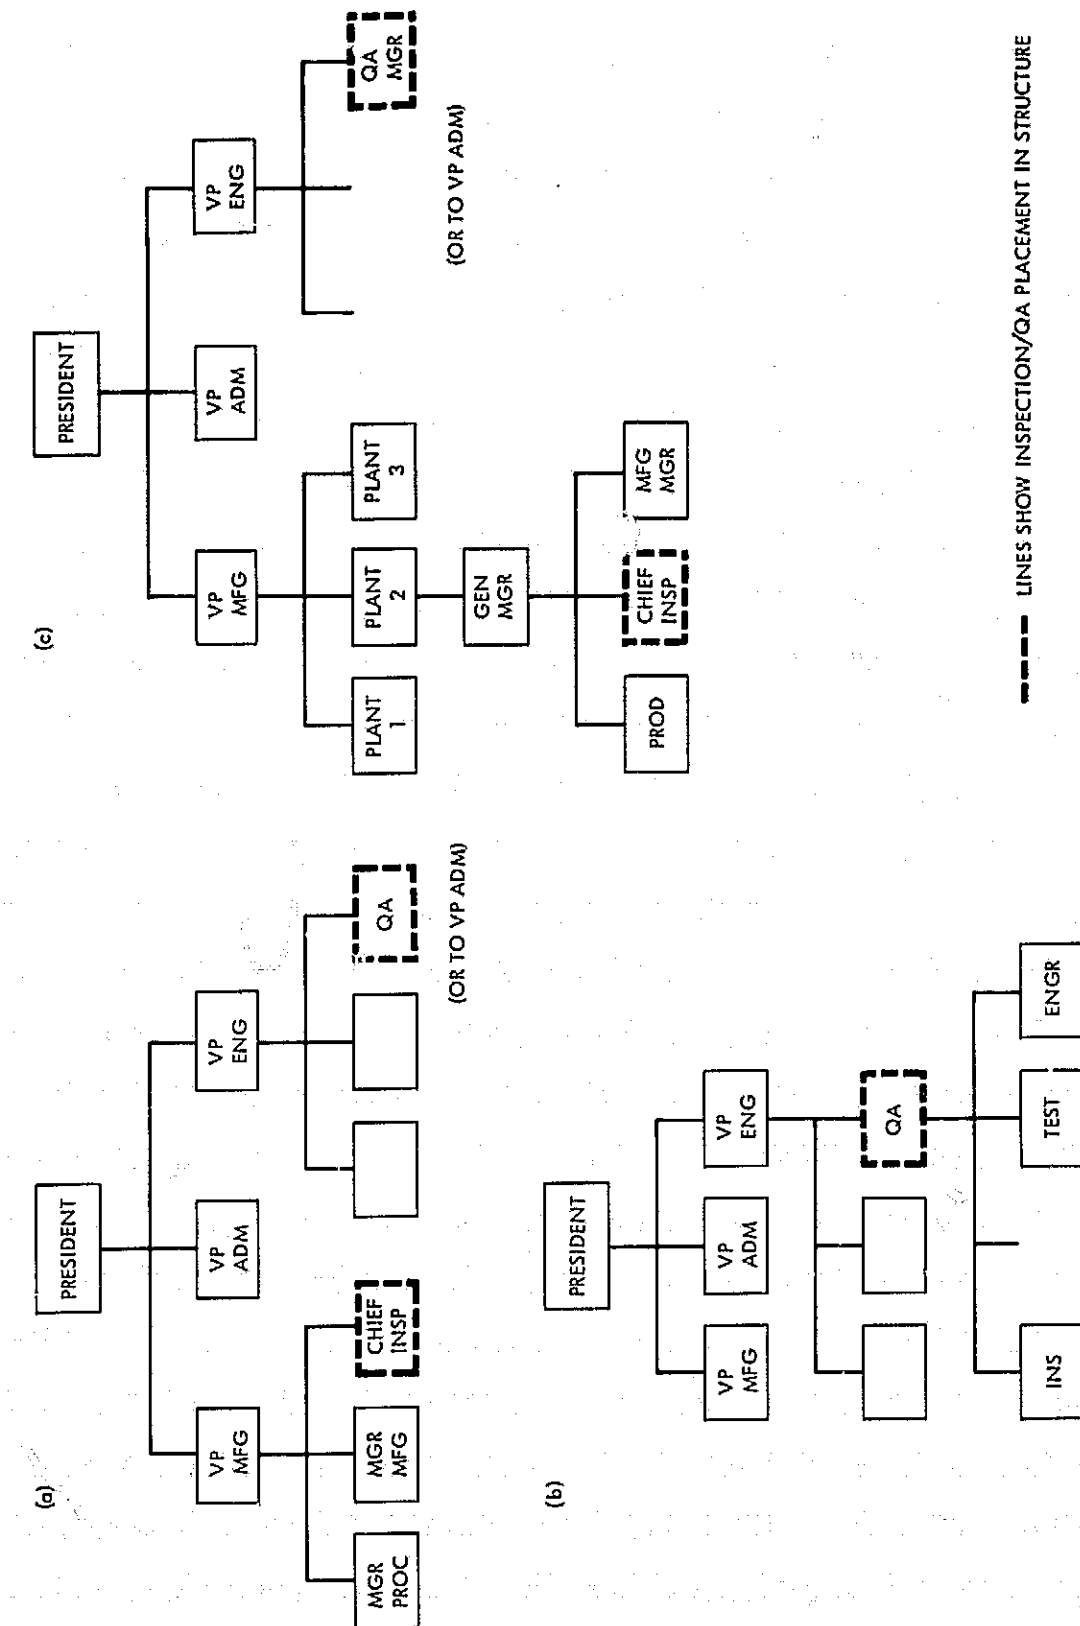 (a)
PRESIDENT
VP
MFG
VP
ADM
VP
ENG
MGR
PROC
MGR
MFG
CHIEF
INSP
QA
(OR TO VP ADM)
(b)
PRESIDENT
VP
MFG
VP
ADM
VP
ENG
QA
INS
TEST
ENGR
(c)
PRESIDENT
VP
MFG
VP
ADM
VP
ENG
PLANT
1
PLANT
2
PLANT
3
QA
MGR
(OR TO VP ADM)
GEN
MGR
PROD
CHIEF
INSP
MFG
MGR
LINES SHOW INSPECTION/QA PLACEMENT IN STRUCTURE